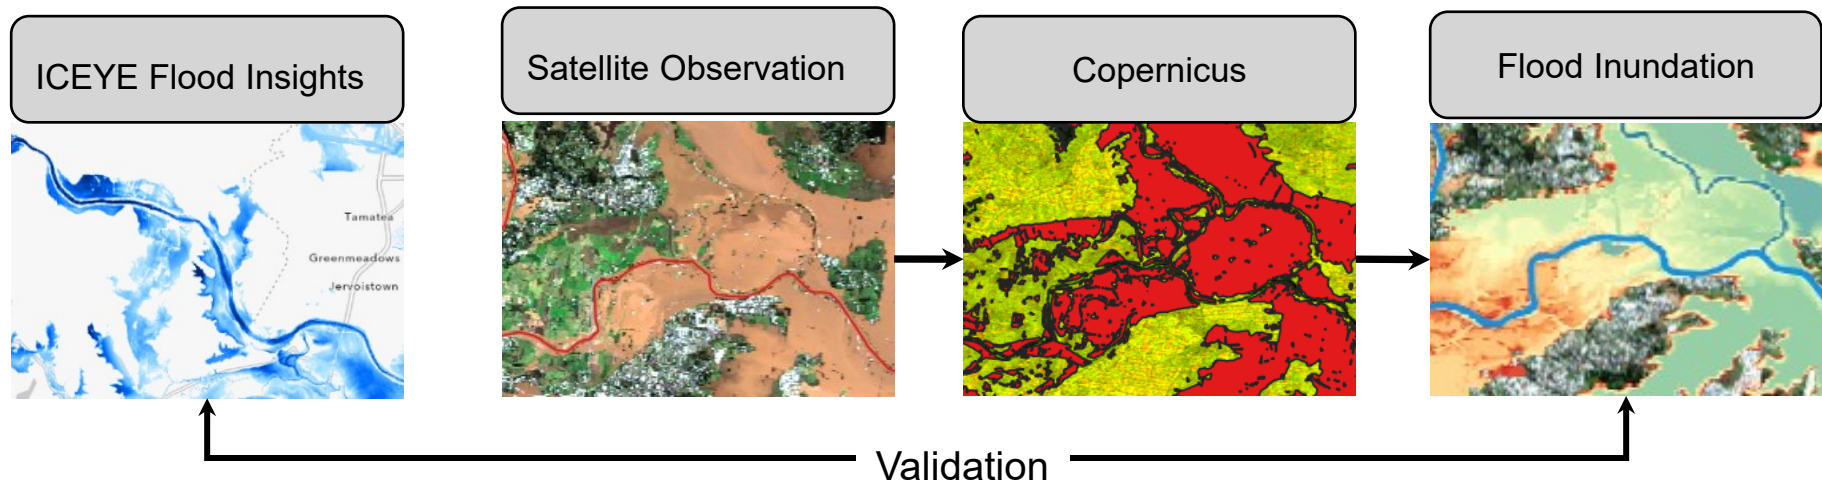 ICEYE Flood Insights
Satellite Observation
Copernicus
Flood Inundation
Tamatea
Greenmeadows
Jervoistown
Validation